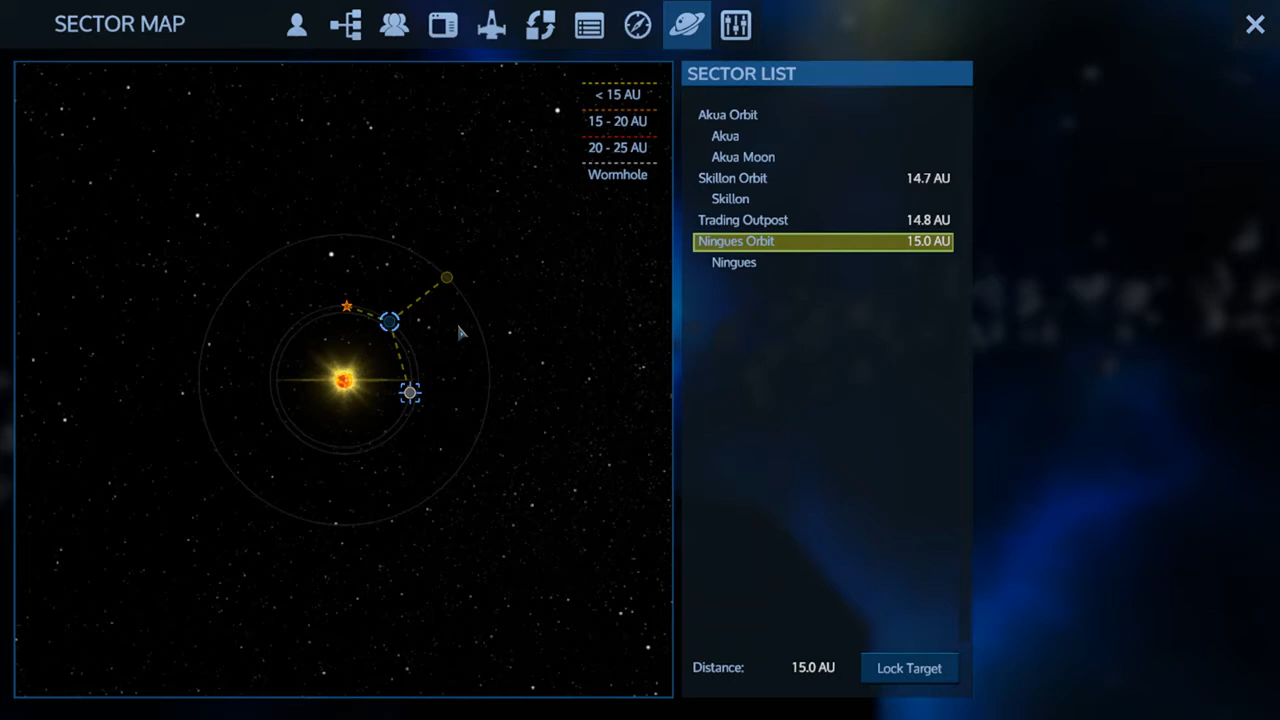 SECTOR MAP
< 15 AU
15 - 20 AU
20 - 25 AU
Wormhole
SECTOR LIST
Akua Orbit
Akua
Akua Moon
Skillon Orbit 14.7 AU
Skillon
Trading Outpost 14.8 AU
Ningues Orbit 15.0 AU
Ningues
Distance: 15.0 AU Lock Target